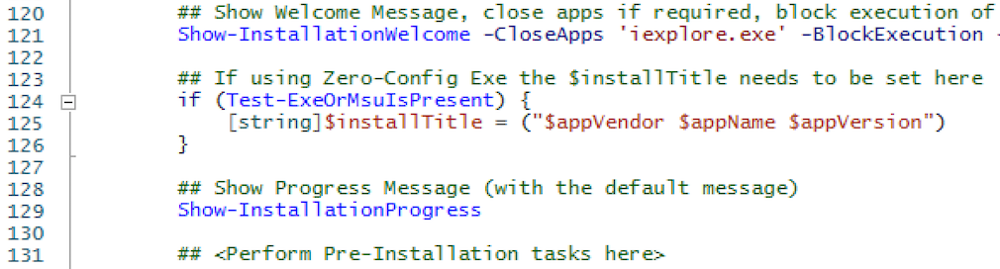 120 ## Show Welcome Message, close apps if required, block execution of
121 Show-InstallationWelcome -CloseApps 'iexplore.exe' -BlockExecution -
122
123 ## If using Zero-Config Exe the $installTitle needs to be set here
124 if (Test-ExeOrMsuIsPresent) {
125 [string]$installTitle = ("$appVendor $appName $appVersion")
126 }
127
128 ## Show Progress Message (with the default message)
129 Show-InstallationProgress
130
131 ## <Perform Pre-Installation tasks here>